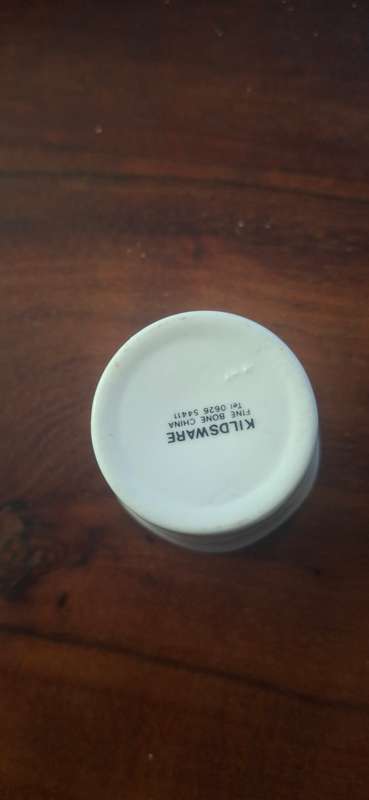 KILDSWARE
FINE BONE CHINA
Tel 0626 54411